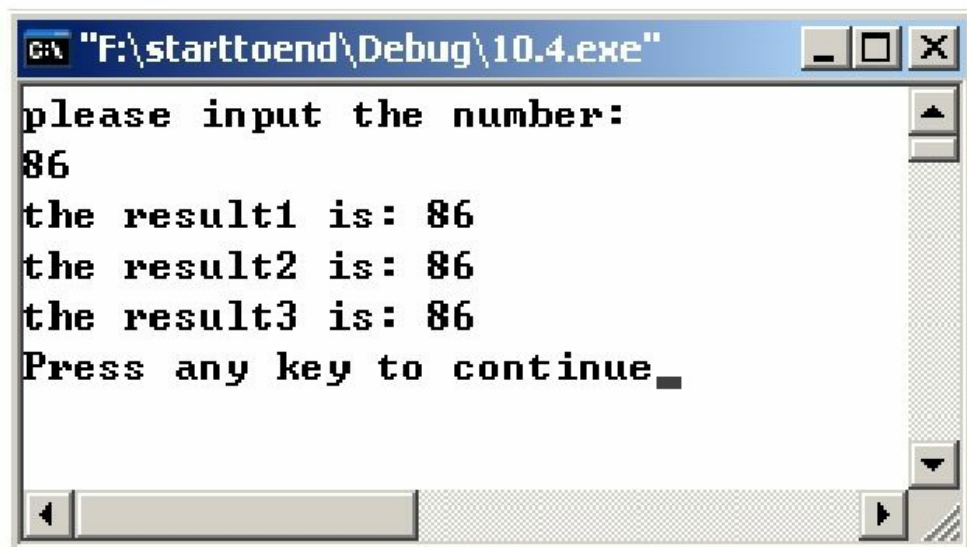 "F:\starttoend\Debug\10.4.exe"
please input the number:
86
the result1 is: 86
the result2 is: 86
the result3 is: 86
Press any key to continue_